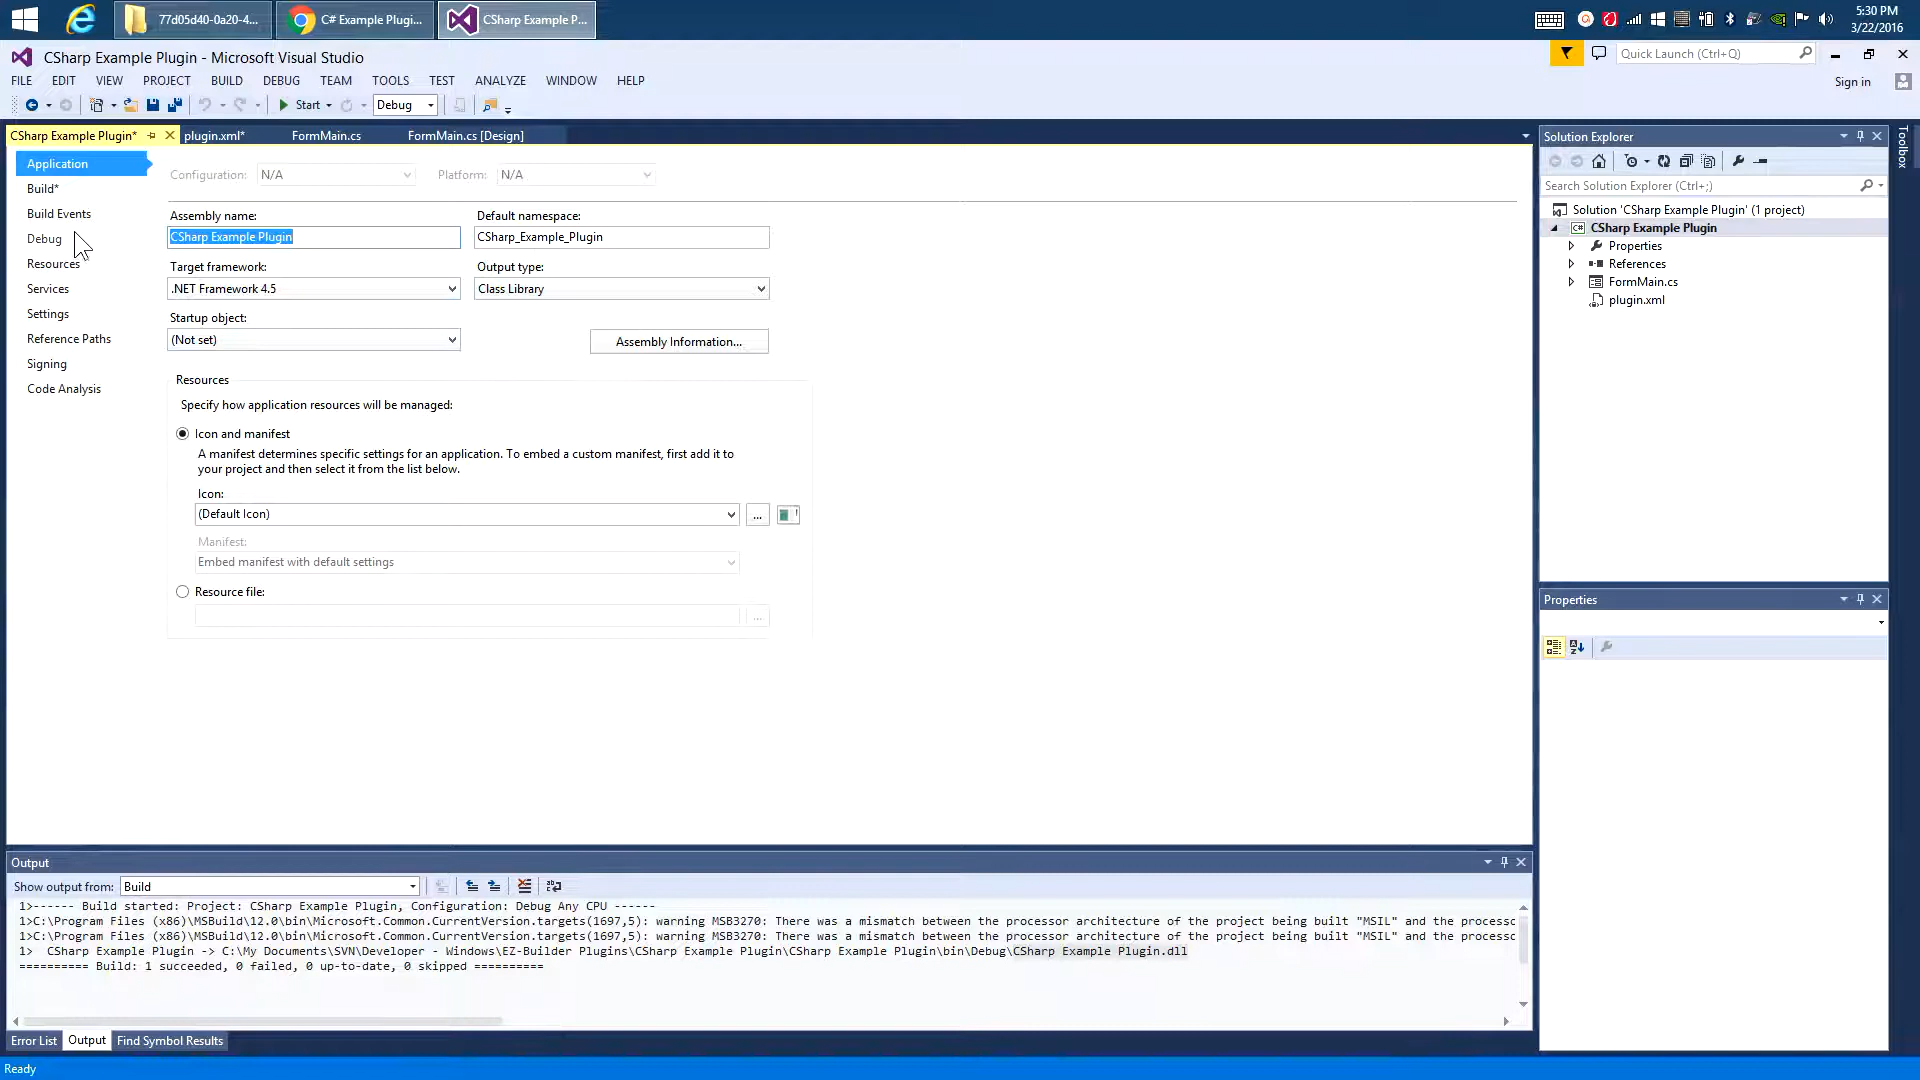 77d05d40-0a20-4...
C# Example Plugi...
CSharp Example P...
5:30 PM
3/22/2016
CSharp Example Plugin - Microsoft Visual Studio
Quick Launch (Ctrl+Q)
FILE EDIT VIEW PROJECT BUILD DEBUG TEAM TOOLS TEST ANALYZE WINDOW HELP
Sign in
Start
Debug
CSharp Example Plugin*
plugin.xml*
FormMain.cs
FormMain.cs [Design]
Application
Build*
Build Events
Debug
Resources
Services
Settings
Reference Paths
Signing
Code Analysis
Configuration: N/A
Platform: N/A
Assembly name:
Default namespace:
CSharp Example Plugin
CSharp_Example_Plugin
Target framework:
Output type:
.NET Framework 4.5
Class Library
Startup object:
(Not set)
Assembly Information...
Resources
Specify how application resources will be managed:
Icon and manifest
A manifest determines specific settings for an application. To embed a custom manifest, first add it to
your project and then select it from the list below.
Icon:
(Default Icon)
...
Manifest:
Embed manifest with default settings
Resource file:
...
Solution Explorer
Search Solution Explorer (Ctrl+;)
Solution 'CSharp Example Plugin' (1 project)
C# CSharp Example Plugin
Properties
References
FormMain.cs
plugin.xml
Toolbox
Properties
Output
Show output from: Build
1>------ Build started: Project: CSharp Example Plugin, Configuration: Debug Any CPU ------
1>C:\Program Files (x86)\MSBuild\12.0\bin\Microsoft.Common.CurrentVersion.targets(1697,5): warning MSB3270: There was a mismatch between the processor architecture of the project being built "MSIL" and the processo
1>C:\Program Files (x86)\MSBuild\12.0\bin\Microsoft.Common.CurrentVersion.targets(1697,5): warning MSB3270: There was a mismatch between the processor architecture of the project being built "MSIL" and the processo
1>  CSharp Example Plugin -> C:\My Documents\SVN\Developer - Windows\EZ-Builder Plugins\CSharp Example Plugin\CSharp Example Plugin\bin\Debug\CSharp Example Plugin.dll
========== Build: 1 succeeded, 0 failed, 0 up-to-date, 0 skipped ==========
Error List
Output
Find Symbol Results
Ready